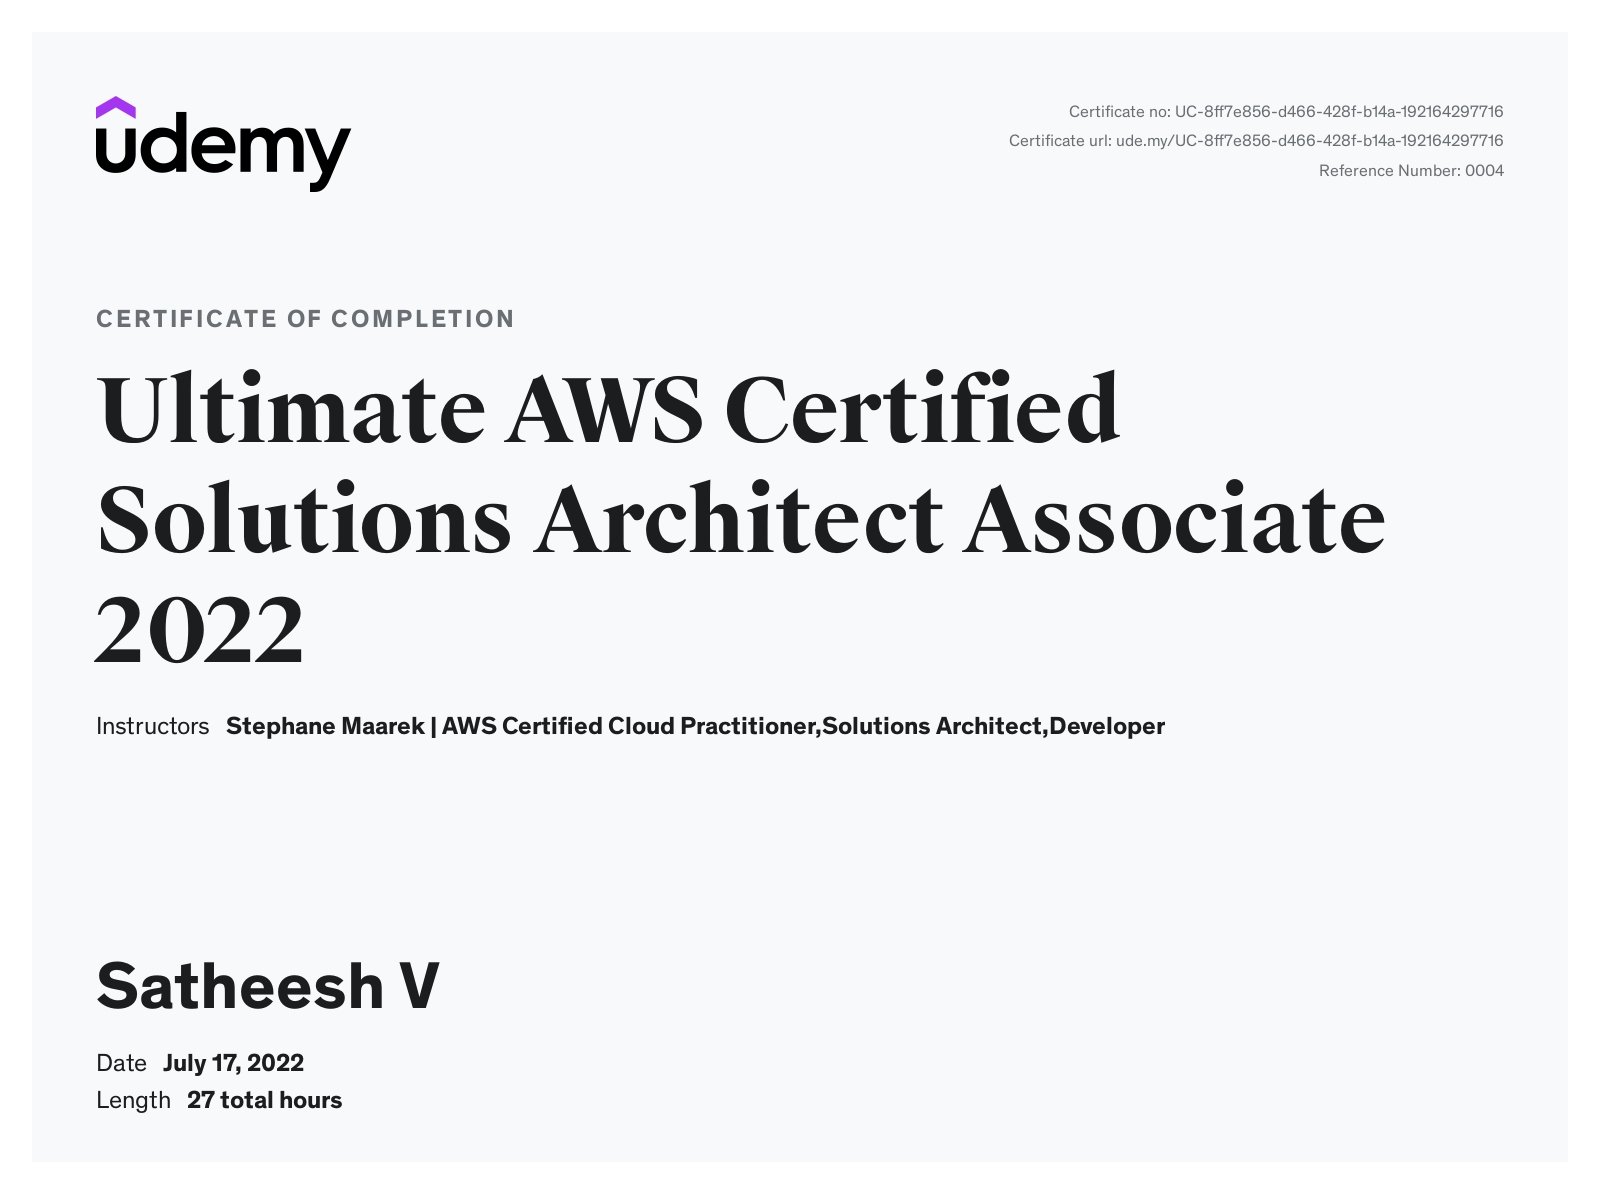 udemy
Certificate no: UC-8ff7e856-d466-428f-b14a-192164297716
Certificate url: ude.my/UC-8ff7e856-d466-428f-b14a-192164297716
Reference Number: 0004
CERTIFICATE OF COMPLETION
Ultimate AWS Certified
Solutions Architect Associate
2022
Instructors Stephane Maarek | AWS Certified Cloud Practitioner,Solutions Architect,Developer
Satheesh V
Date July 17, 2022
Length 27 total hours